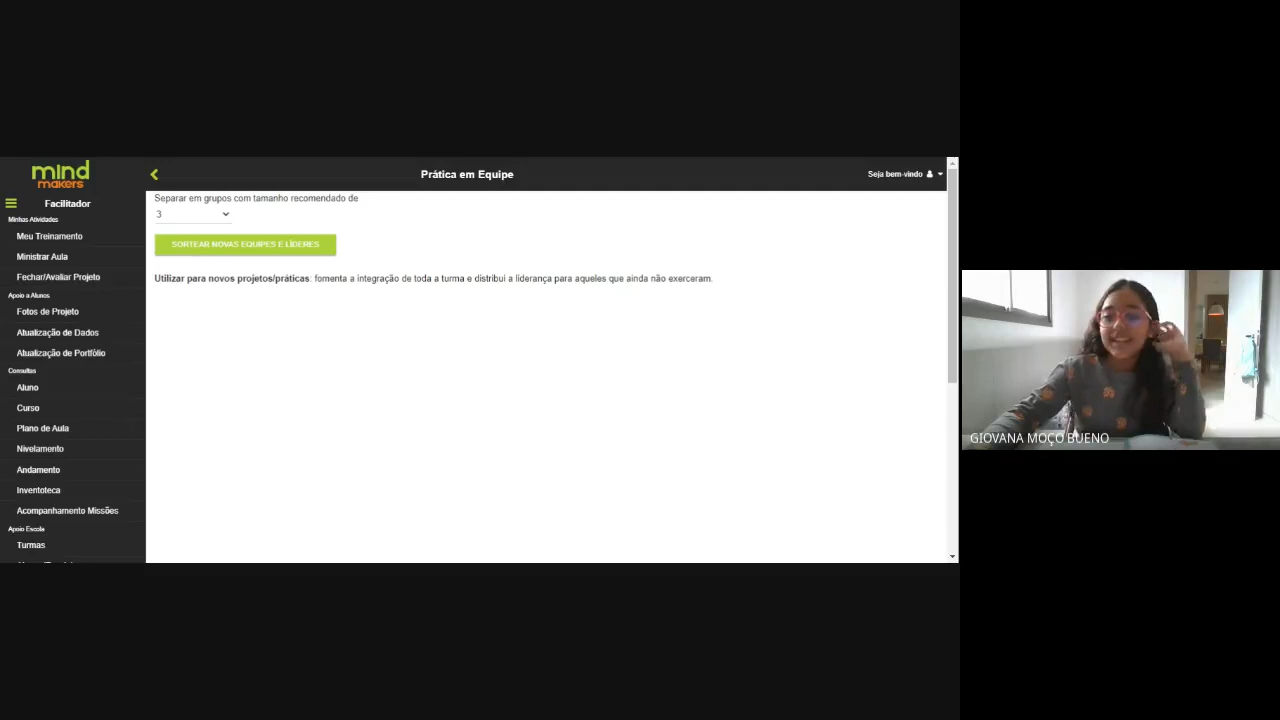 mind
makers
Facilitador
Minhas Atividades
Meu Treinamento
Ministrar Aula
Fechar/Avaliar Projeto
Apoio a Alunos
Fotos de Projeto
Atualização de Dados
Atualização de Portfólio
Consultas
Aluno
Curso
Plano de Aula
Nivelamento
Andamento
Inventoteca
Acompanhamento Missões
Apoio Escola
Turmas
Prática em Equipe
Seja bem-vindo
Separar em grupos com tamanho recomendado de
3
SORTEAR NOVAS EQUIPES E LÍDERES
Utilizar para novos projetos/práticas: fomenta a integração de toda a turma e distribui a liderança para aqueles que ainda não exerceram.
GIOVANA MOÇO BUENO